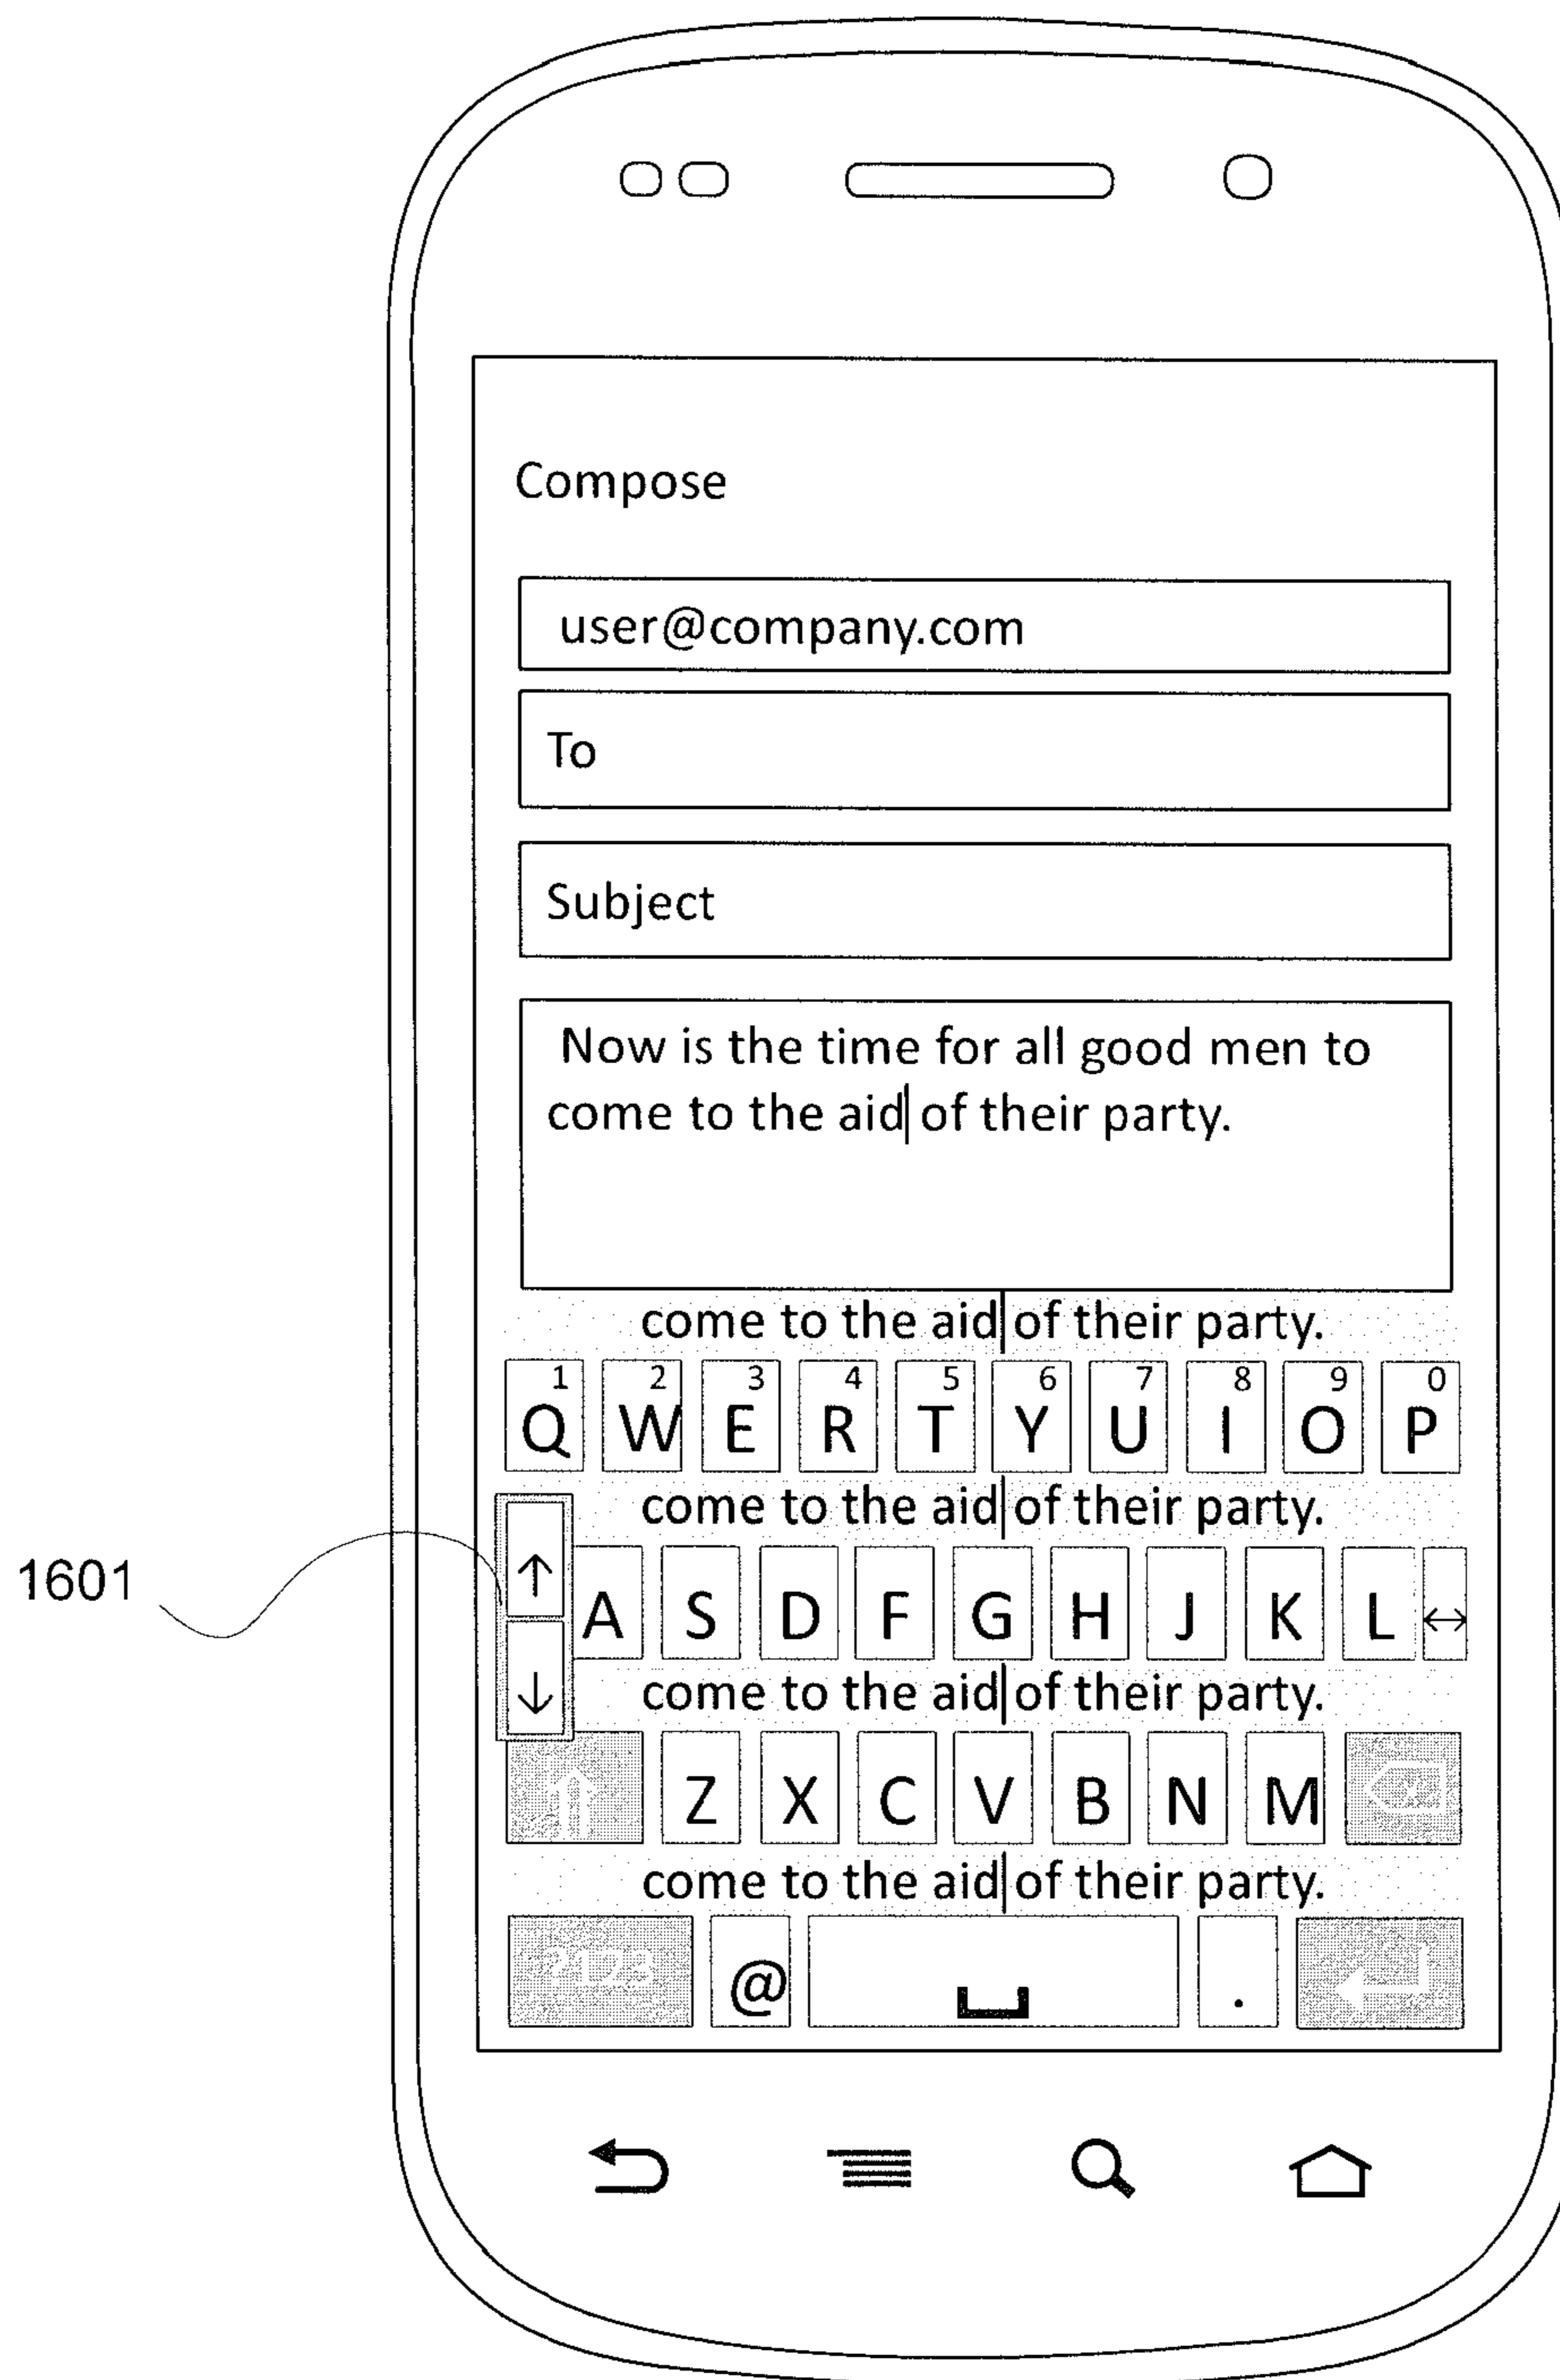 Compose
user@company.com
To
Subject
Now is the time for all good men to
come to the aid of their party.
come to the aid of their party.
1 2 3 4 5 6 7 8 9 0
Q W E R T Y U I O P
come to the aid of their party.
1601
↑ A S D F G H J K L ↔
↓
come to the aid of their party.
Z X C V B N M
come to the aid of their party.
?123 @ .